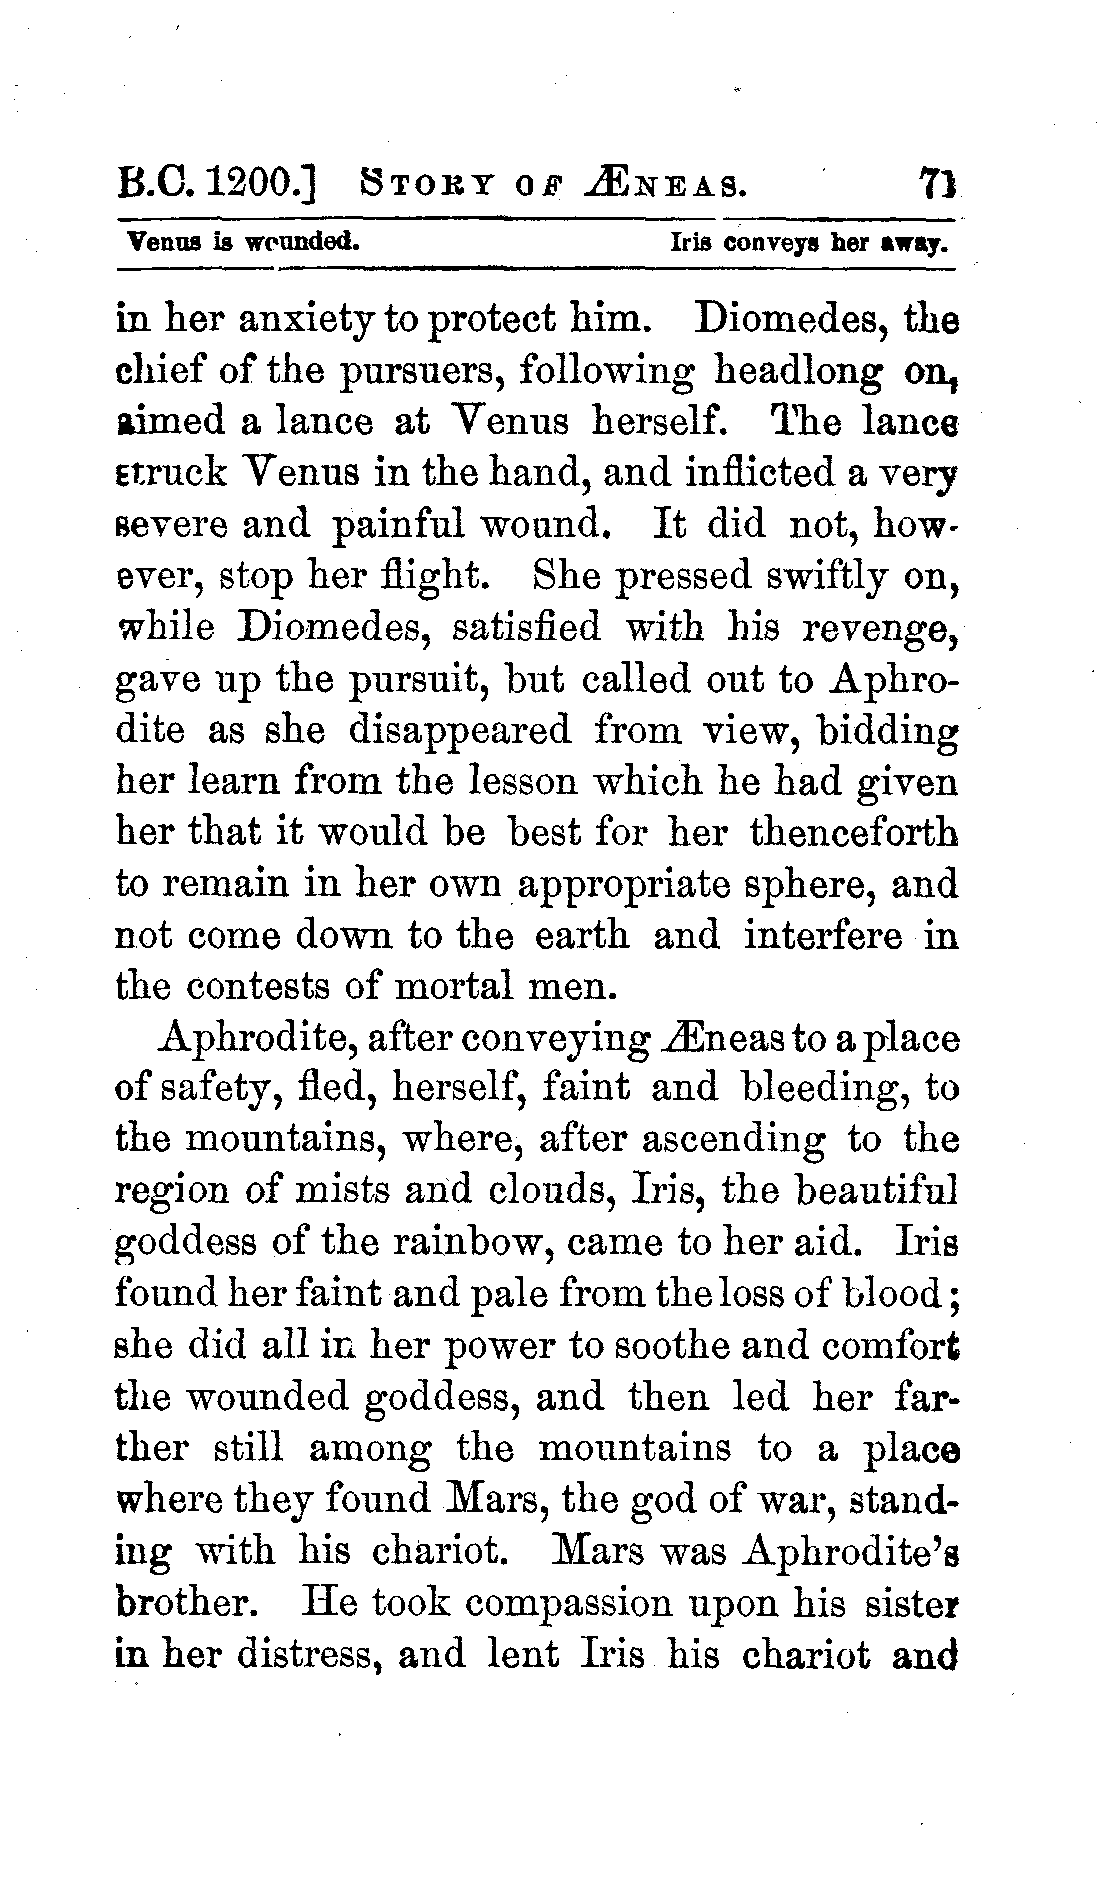 B.C. 1200.] STORY OF ÆNEAS. 71
Venus is wounded. Iris conveys her away.
in her anxiety to protect him. Diomedes, the
chief of the pursuers, following headlong on,
aimed a lance at Venus herself. The lance
struck Venus in the hand, and inflicted a very
severe and painful wound. It did not, how-
ever, stop her flight. She pressed swiftly on,
while Diomedes, satisfied with his revenge,
gave up the pursuit, but called out to Aphro-
dite as she disappeared from view, bidding
her learn from the lesson which he had given
her that it would be best for her thenceforth
to remain in her own appropriate sphere, and
not come down to the earth and interfere in
the contests of mortal men.
Aphrodite, after conveying Æneas to a place
of safety, fled, herself, faint and bleeding, to
the mountains, where, after ascending to the
region of mists and clouds, Iris, the beautiful
goddess of the rainbow, came to her aid. Iris
found her faint and pale from the loss of blood;
she did all in her power to soothe and comfort
the wounded goddess, and then led her far-
ther still among the mountains to a place
where they found Mars, the god of war, stand-
ing with his chariot. Mars was Aphrodite's
brother. He took compassion upon his sister
in her distress, and lent Iris his chariot and